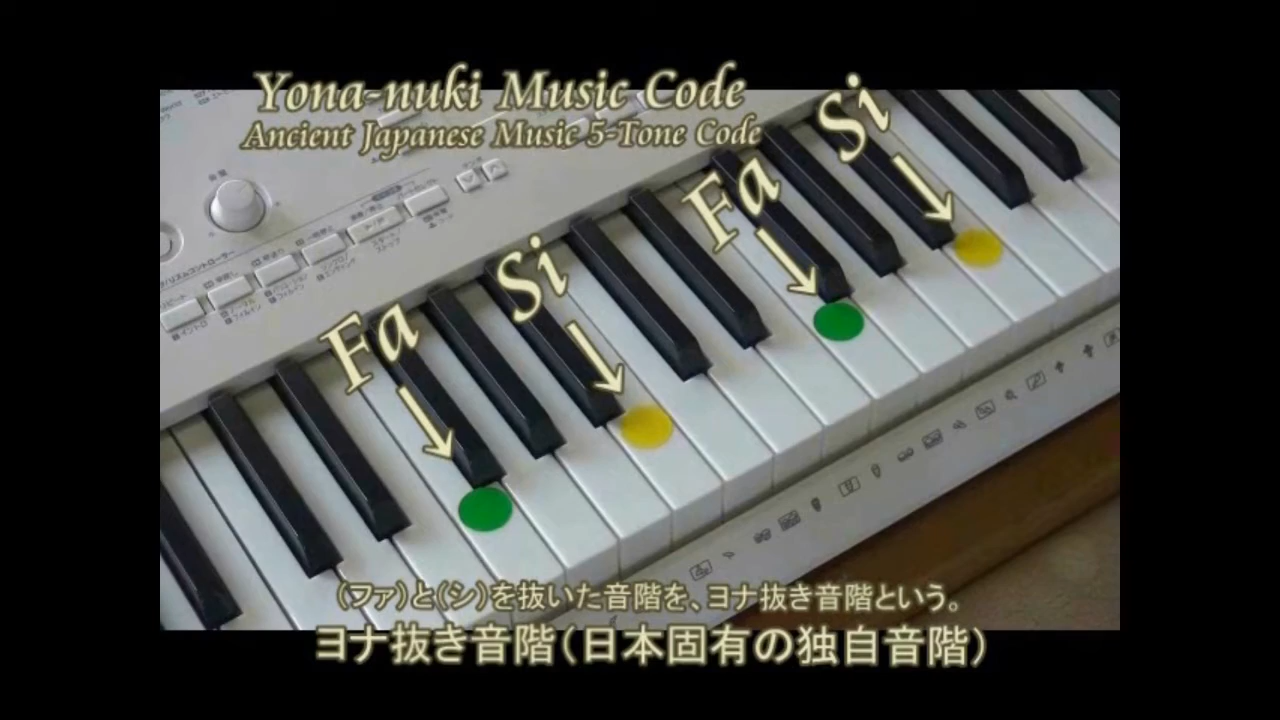 Yona-nuki Music Code
Ancient Japanese Music 5-Tone Code
Si
Fa
Si
Fa
(ファ)と(シ)を抜いた音階を、ヨナ抜き音階という。
ヨナ抜き音階(日本固有の独自音階)